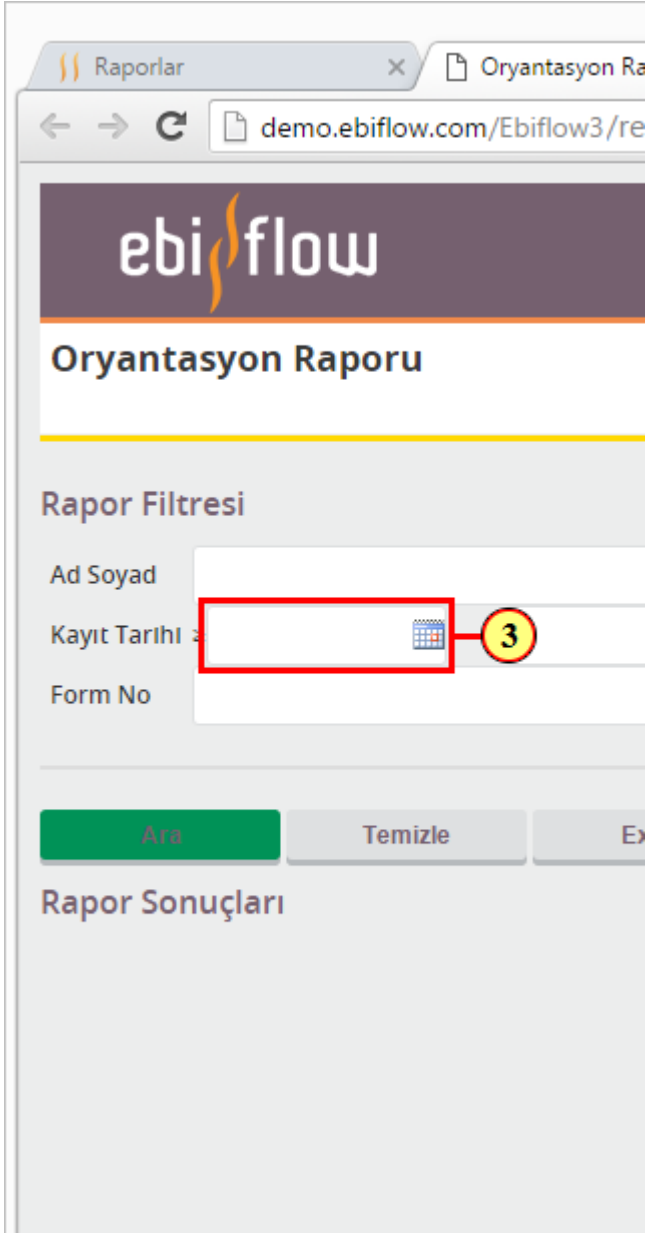 Raporlar
Oryantasyon Ra
demo.ebiflow.com/Ebiflow3/re
ebiflow
Oryantasyon Raporu
Rapor Filtresi
Ad Soyad
Kayıt Tarihi
3
Form No
Ara Temizle Ex
Rapor Sonuçları